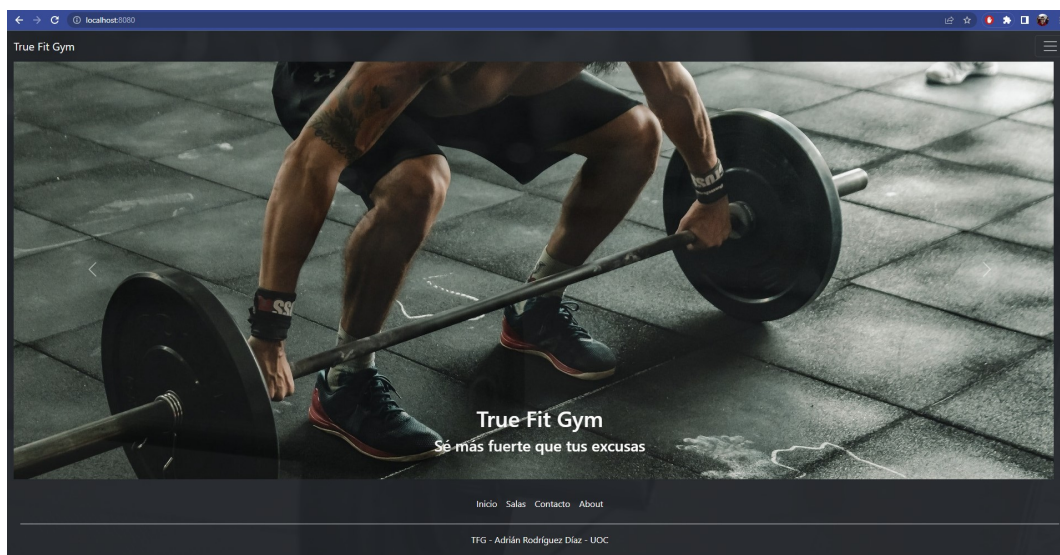 localhost:8080
True Fit Gym
True Fit Gym
Sé más fuerte que tus excusas
Inicio Salas Contacto About
TFG - Adrián Rodríguez Díaz - UOC